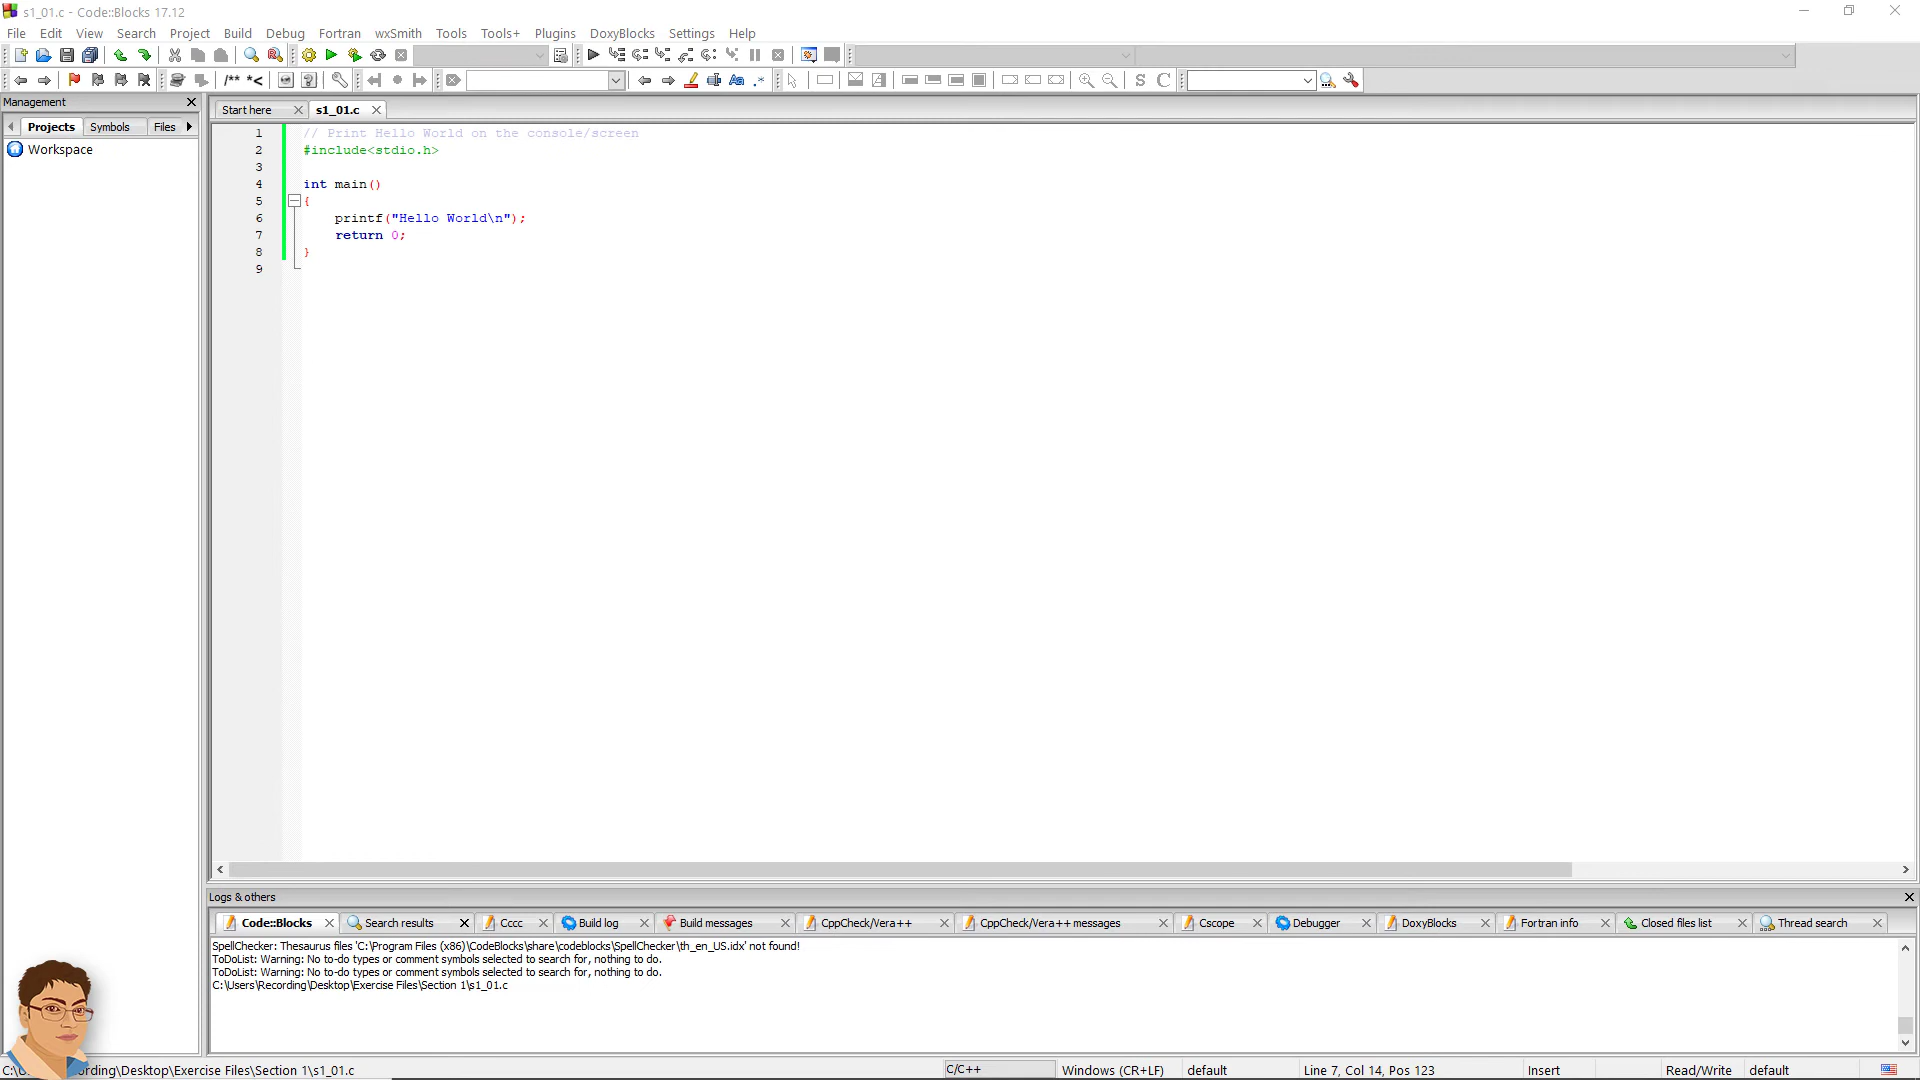 s1_01.c - Code::Blocks 17.12
File Edit View Search Project Build Debug Fortran wxSmith Tools Tools+ Plugins DoxyBlocks Settings Help
/** *<
S C
Management
Projects Symbols Files
Workspace
Start here s1_01.c
1 // Print Hello World on the console/screen
2 #include<stdio.h>
3
4 int main()
5 {
6 printf("Hello World\n");
7 return 0;
8 }
9
Logs & others
Code::Blocks Search results Cccc Build log Build messages CppCheck/Vera++ CppCheck/Vera++ messages Cscope Debugger DoxyBlocks Fortran info Closed files list Thread search
SpellChecker: Thesaurus files 'C:\Program Files (x86)\CodeBlocks\share\codeblocks\SpellChecker\th_en_US.idx' not found!
ToDoList: Warning: No to-do types or comment symbols selected to search for, nothing to do.
ToDoList: Warning: No to-do types or comment symbols selected to search for, nothing to do.
C:\Users\Recording\Desktop\Exercise Files\Section 1\s1_01.c
C:\U rding\Desktop\Exercise Files\Section 1\s1_01.c C/C++ Windows (CR+LF) default Line 7, Col 14, Pos 123 Insert Read/Write default